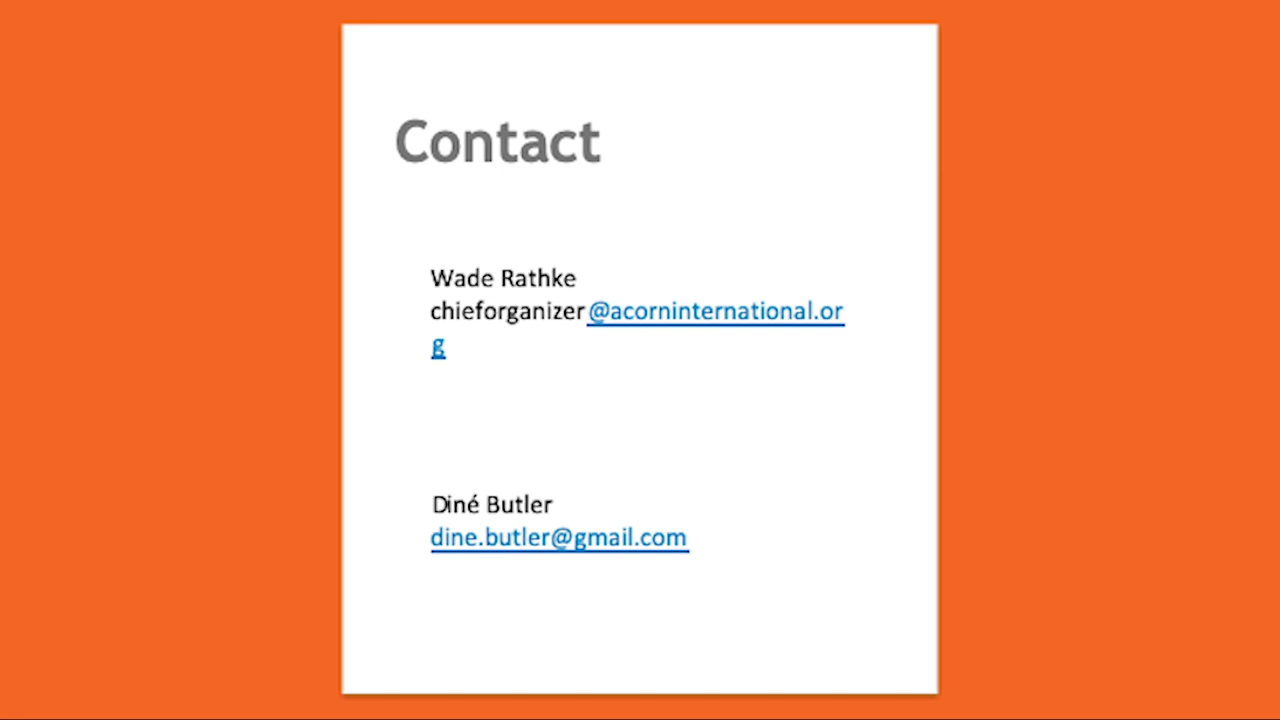 Contact
Wade Rathke
chieforganizer@acorninternational.or
g
Diné Butler
dine.butler@gmail.com